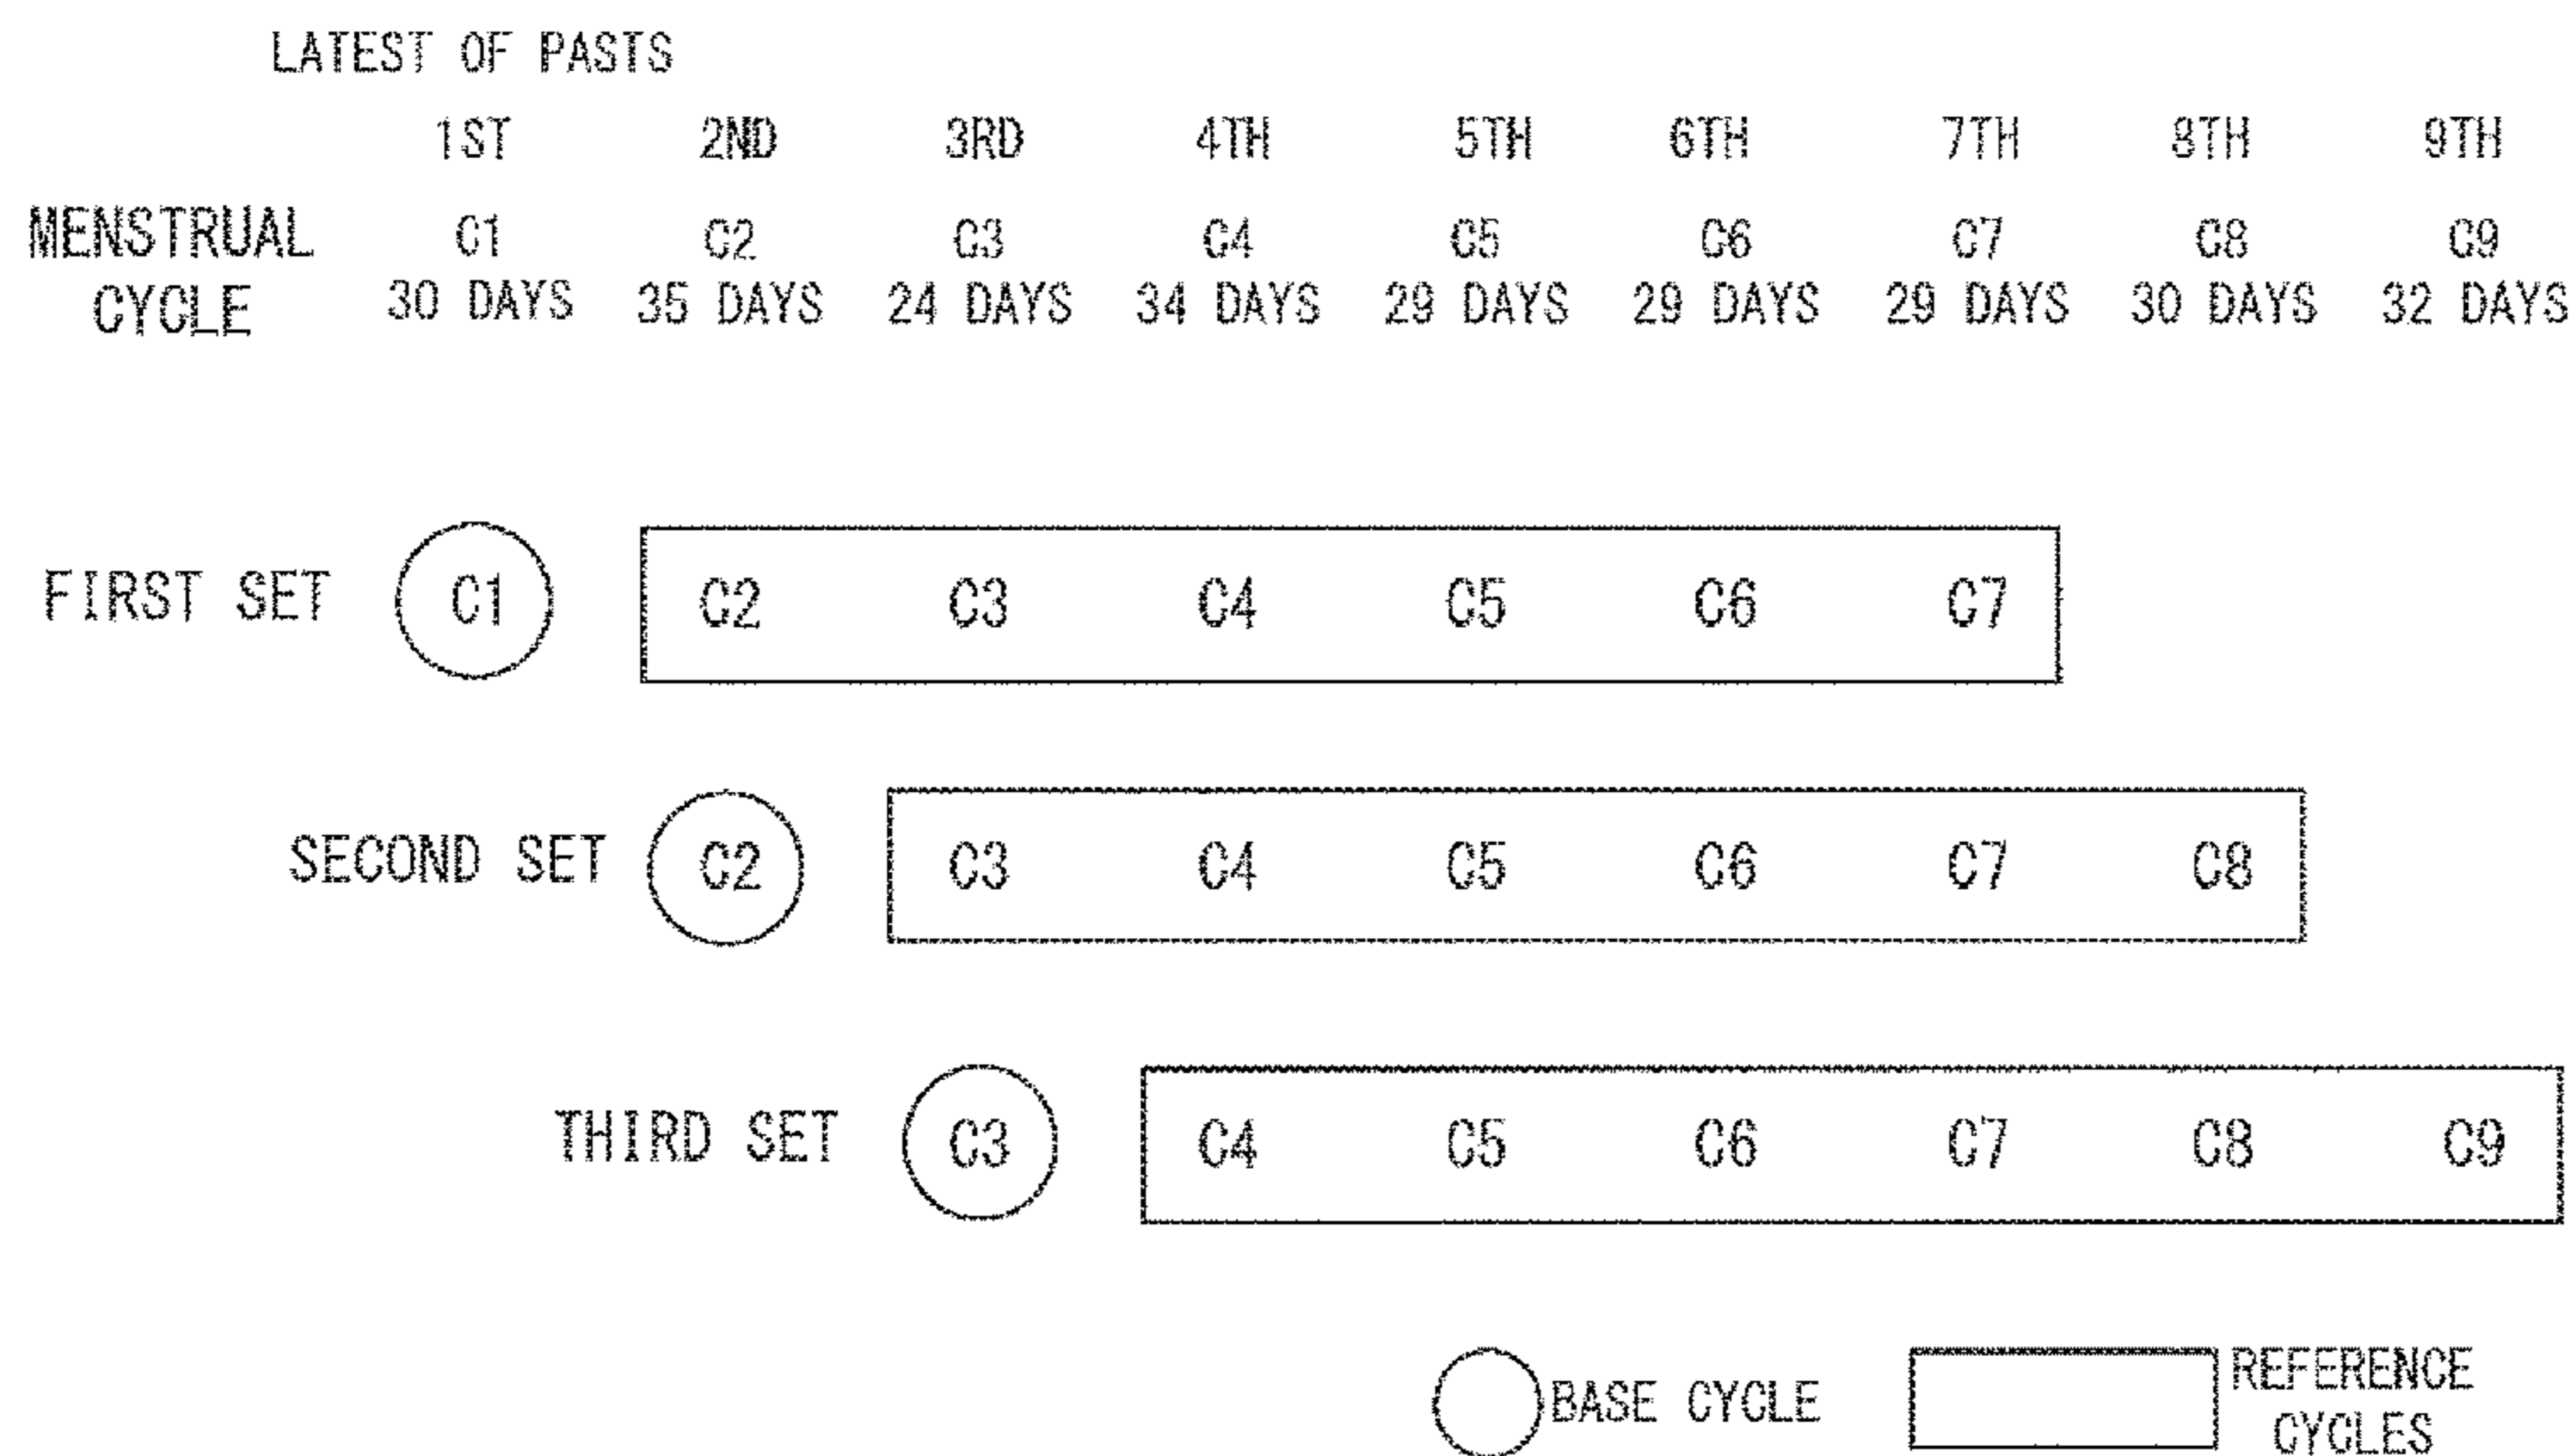 LATEST OF PASTS
1ST 2ND 3RD 4TH 5TH 6TH 7TH 8TH 9TH
MENSTRUAL C1 C2 C3 C4 C5 C6 C7 C8 C9
CYCLE 30 DAYS 35 DAYS 24 DAYS 34 DAYS 29 DAYS 29 DAYS 29 DAYS 30 DAYS 32 DAYS
FIRST SET C1 C2 C3 C4 C5 C6 C7
SECOND SET C2 C3 C4 C5 C6 C7 C8
THIRD SET C3 C4 C5 C6 C7 C8 C9
BASE CYCLE REFERENCE
CYCLES